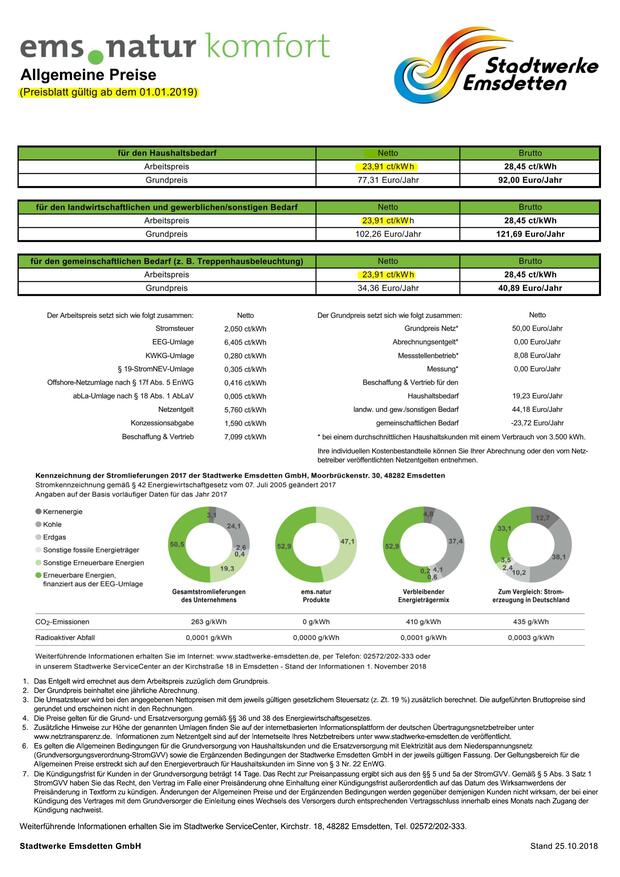 ems.natur komfort
Stadtwerke
Emsdetten
Allgemeine Preise
(Preisblatt gültig ab dem 01.01.2019)
für den Haushaltsbedarf Netto Brutto
Arbeitspreis 23,91 ct/kWh 28,45 ct/kWh
Grundpreis 77,31 Euro/Jahr 92,00 Euro/Jahr
für den landwirtschaftlichen und gewerblichen/sonstigen Bedarf Netto Brutto
Arbeitspreis 23,91 ct/kWh 28,45 ct/kWh
Grundpreis 102,26 Euro/Jahr 121,69 Euro/Jahr
für den gemeinschaftlichen Bedarf (z. B. Treppenhausbeleuchtung) Netto Brutto
Arbeitspreis 23,91 ct/kWh 28,45 ct/kWh
Grundpreis 34,36 Euro/Jahr 40,89 Euro/Jahr
Der Arbeitspreis setzt sich wie folgt zusammen: Netto
Stromsteuer 2,050 ct/kWh
EEG-Umlage 6,405 ct/kWh
KWKG-Umlage 0,280 ct/kWh
§ 19-StromNEV-Umlage 0,305 ct/kWh
Offshore-Netzumlage nach § 17f Abs. 5 EnWG 0,416 ct/kWh
abLa-Umlage nach § 18 Abs. 1 AbLaV 0,005 ct/kWh
Netzentgelt 5,760 ct/kWh
Konzessionsabgabe 1,590 ct/kWh
Beschaffung & Vertrieb 7,099 ct/kWh
Der Grundpreis setzt sich wie folgt zusammen: Netto
Grundpreis Netz* 50,00 Euro/Jahr
Abrechnungsentgelt* 0,00 Euro/Jahr
Messstellenbetrieb* 8,08 Euro/Jahr
Messung* 0,00 Euro/Jahr
Beschaffung & Vertrieb für den
Haushaltsbedarf 19,23 Euro/Jahr
landw. und gew./sonstigen Bedarf 44,18 Euro/Jahr
gemeinschaftlichen Bedarf -23,72 Euro/Jahr
* bei einem durchschnittlichen Haushaltskunden mit einem Verbrauch von 3.500 kWh.
Ihre individuellen Kostenbestandteile können Sie Ihrer Abrechnung oder den vom Netz-
betreiber veröffentlichten Netzentgelten entnehmen.
Kennzeichnung der Stromlieferungen 2017 der Stadtwerke Emsdetten GmbH, Moorbrückenstr. 30, 48282 Emsdetten
Stromkennzeichnung gemäß § 42 Energiewirtschaftsgesetz vom 07. Juli 2005 geändert 2017
Angaben auf der Basis vorläufiger Daten für das Jahr 2017
Kernenergie
Kohle
Erdgas
Sonstige fossile Energieträger
Sonstige Erneuerbare Energien
Erneuerbare Energien,
finanziert aus der EEG-Umlage
3,1
24,1
2,6
0,4
19,3
50,5
Gesamtstromlieferungen
des Unternehmens
47,1
52,9
ems.natur
Produkte
4,8
37,4
4,1
0,6
0,2
52,9
Verbleibender
Energieträgermix
12,7
38,1
10,2
2,4
3,5
33,1
Zum Vergleich: Strom-
erzeugung in Deutschland
CO2-Emissionen 263 g/kWh 0 g/kWh 410 g/kWh 435 g/kWh
Radioaktiver Abfall 0,0001 g/kWh 0,0000 g/kWh 0,0001 g/kWh 0,0003 g/kWh
Weiterführende Informationen erhalten Sie im Internet: www.stadtwerke-emsdetten.de, per Telefon: 02572/202-333 oder
in unserem Stadtwerke ServiceCenter an der Kirchstraße 18 in Emsdetten - Stand der Informationen 1. November 2018
1. Das Entgelt wird errechnet aus dem Arbeitspreis zuzüglich dem Grundpreis.
2. Der Grundpreis beinhaltet eine jährliche Abrechnung.
3. Die Umsatzsteuer wird bei den angegebenen Nettopreisen mit dem jeweils gültigen gesetzlichem Steuersatz (z. Zt. 19 %) zusätzlich berechnet. Die aufgeführten Bruttopreise sind
gerundet und erscheinen nicht in den Rechnungen.
4. Die Preise gelten für die Grund- und Ersatzversorgung gemäß §§ 36 und 38 des Energiewirtschaftsgesetzes.
5. Zusätzliche Hinweise zur Höhe der genannten Umlagen finden Sie auf der internetbasierten Informationsplattform der deutschen Übertragungsnetzbetreiber unter
www.netztransparenz.de. Informationen zum Netzentgelt sind auf der Internetseite Ihres Netzbetreibers unter www.stadtwerke-emsdetten.de veröffentlicht.
6. Es gelten die Allgemeinen Bedingungen für die Grundversorgung von Haushaltskunden und die Ersatzversorgung mit Elektrizität aus dem Niederspannungsnetz
(Grundversorgungsverordnung-StromGVV) sowie die Ergänzenden Bedingungen der Stadtwerke Emsdetten GmbH in der jeweils gültigen Fassung. Der Geltungsbereich für die
Allgemeinen Preise erstreckt sich auf den Energieverbrauch für Haushaltskunden im Sinne von § 3 Nr. 22 EnWG.
7. Die Kündigungsfrist für Kunden in der Grundversorgung beträgt 14 Tage. Das Recht zur Preisanpassung ergibt sich aus den §§ 5 und 5a der StromGVV. Gemäß § 5 Abs. 3 Satz 1
StromGVV haben Sie das Recht, den Vertrag im Falle einer Preisänderung ohne Einhaltung einer Kündigungsfrist außerordentlich auf das Datum des Wirksamwerdens der
Preisänderung in Textform zu kündigen. Änderungen der Allgemeinen Preise und der Ergänzenden Bedingungen werden gegenüber demjenigen Kunden nicht wirksam, der bei einer
Kündigung des Vertrages mit dem Grundversorger die Einleitung eines Wechsels des Versorgers durch entsprechenden Vertragsschluss innerhalb eines Monats nach Zugang der
Kündigung nachweist.
Weiterführende Informationen erhalten Sie im Stadtwerke ServiceCenter, Kirchstr. 18, 48282 Emsdetten, Tel. 02572/202-333.
Stadtwerke Emsdetten GmbH Stand 25.10.2018